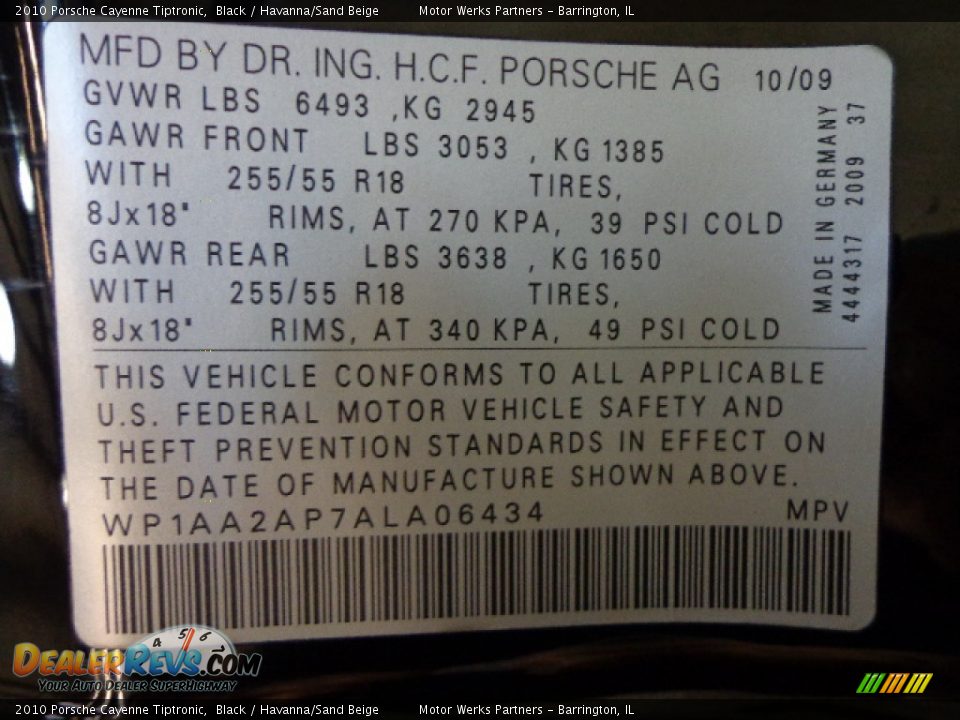 2010 Porsche Cayenne Tiptronic, Black / Havanna/Sand Beige Motor Werks Partners - Barrington, IL
MFD BY DR. ING. H.C.F. PORSCHE AG 10/09
GVWR LBS 6493 ,KG 2945
GAWR FRONT LBS 3053 , KG 1385
WITH 255/55 R18 TIRES,
8Jx18" RIMS, AT 270 KPA, 39 PSI COLD
GAWR REAR LBS 3638 , KG 1650
WITH 255/55 R18 TIRES,
8Jx18" RIMS, AT 340 KPA, 49 PSI COLD
MADE IN GERMANY
4444317 2009 37
THIS VEHICLE CONFORMS TO ALL APPLICABLE
U.S. FEDERAL MOTOR VEHICLE SAFETY AND
THEFT PREVENTION STANDARDS IN EFFECT ON
THE DATE OF MANUFACTURE SHOWN ABOVE.
WP1AA2AP7ALA06434 MPV
4 5 6 7
DealerRevs.com
Your Auto Dealer SuperHighway
2010 Porsche Cayenne Tiptronic, Black / Havanna/Sand Beige Motor Werks Partners - Barrington, IL